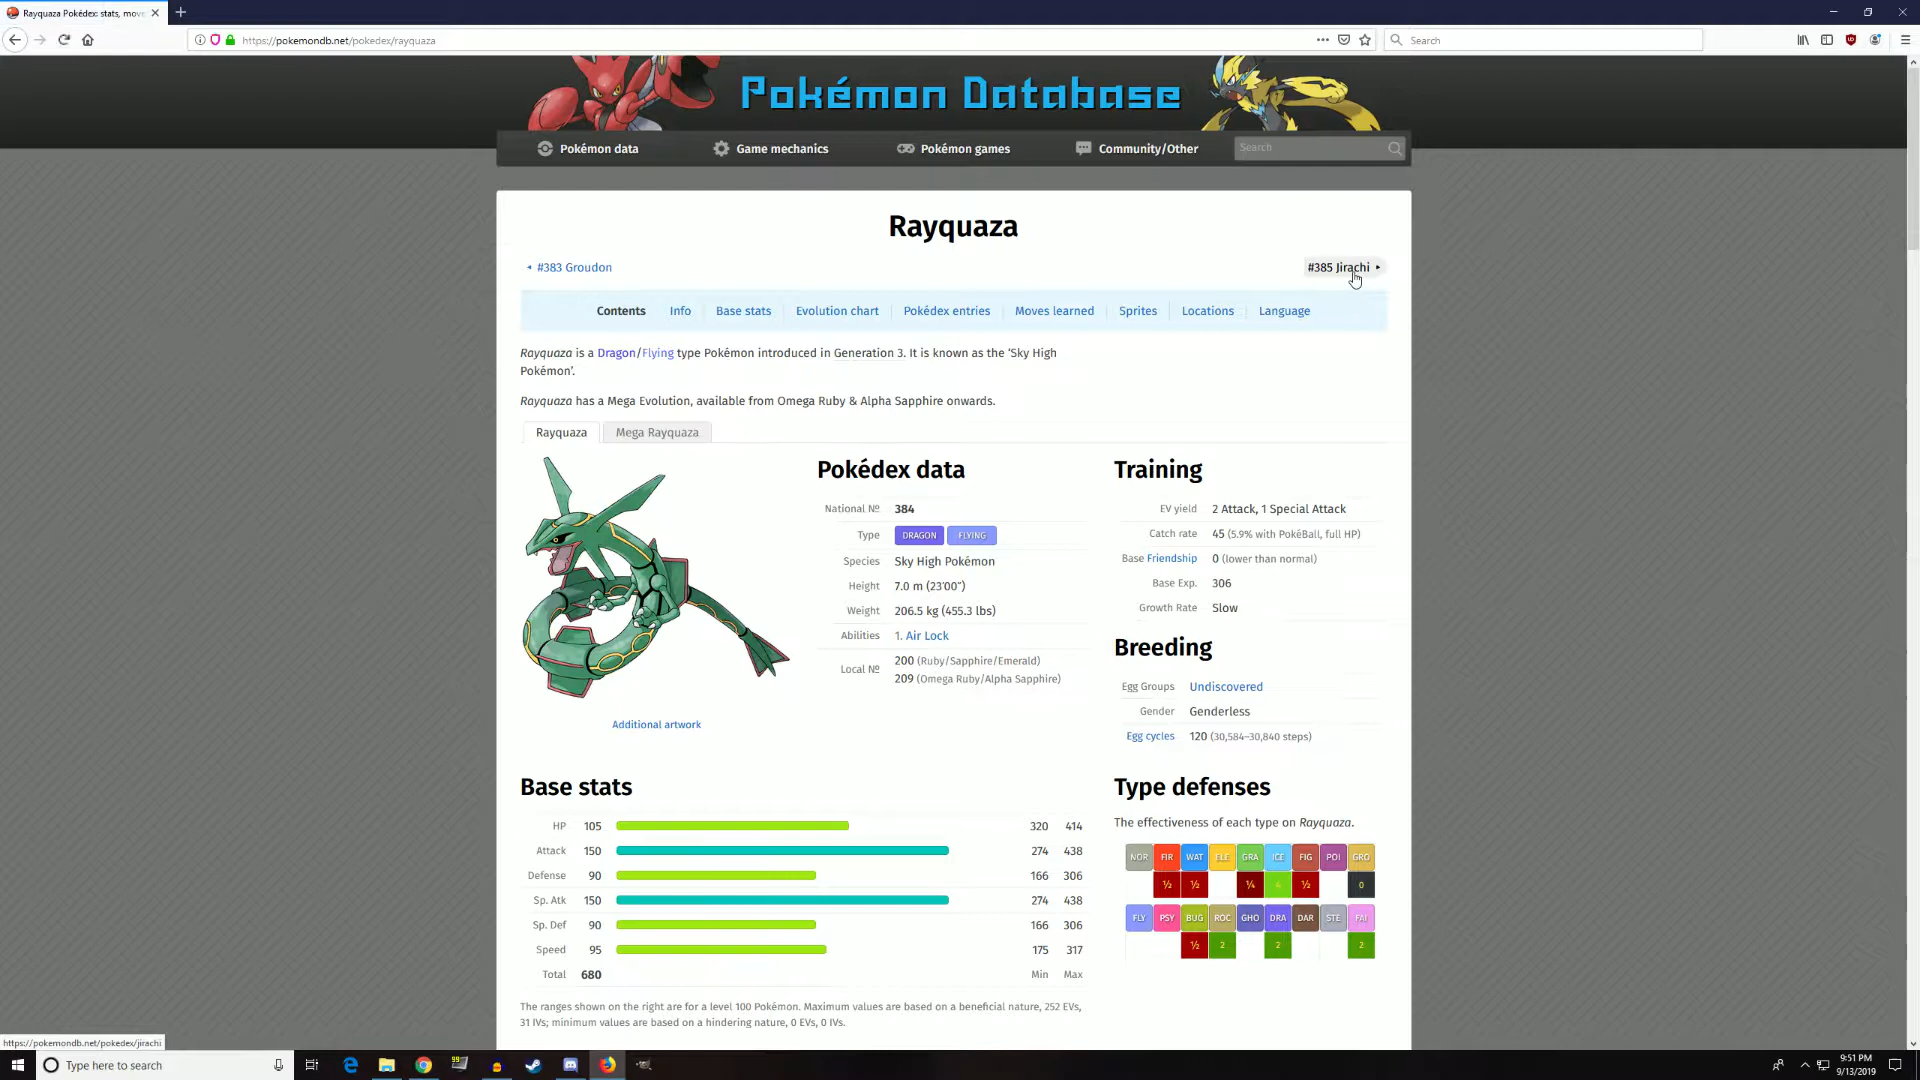 Rayquaza Pokédex stats, move
https://pokemondb.net/pokedex/rayquaza
Search
Pokémon Database
Pokémon data
Game mechanics
Pokémon games
Community/Other
Search
Rayquaza
#383 Groudon
#385 Jirachi
Contents Info Base stats Evolution chart Pokédex entries Moves learned Sprites Locations Language
Rayquaza is a Dragon/Flying type Pokémon introduced in Generation 3. It is known as the ‘Sky High
Pokémon’.
Rayquaza has a Mega Evolution, available from Omega Ruby & Alpha Sapphire onwards.
Rayquaza Mega Rayquaza
Additional artwork
Pokédex data
National № 384
Type DRAGON FLYING
Species Sky High Pokémon
Height 7.0 m (23′00″)
Weight 206.5 kg (455.3 lbs)
Abilities 1. Air Lock
Local № 200 (Ruby/Sapphire/Emerald)
209 (Omega Ruby/Alpha Sapphire)
Training
EV yield 2 Attack, 1 Special Attack
Catch rate 45 (5.9% with PokéBall, full HP)
Base Friendship 0 (lower than normal)
Base Exp. 306
Growth Rate Slow
Breeding
Egg Groups Undiscovered
Gender Genderless
Egg cycles 120 (30,584–30,840 steps)
Base stats
HP 105 320 414
Attack 150 274 438
Defense 90 166 306
Sp. Atk 150 274 438
Sp. Def 90 166 306
Speed 95 175 317
Total 680 Min Max
The ranges shown on the right are for a level 100 Pokémon. Maximum values are based on a beneficial nature, 252 EVs,
31 IVs; minimum values are based on a hindering nature, 0 EVs, 0 IVs.
Type defenses
The effectiveness of each type on Rayquaza.
NOR FIR WAT ELE GRA ICE FIG POI GRO
½ ½ ¼ 4 ½ 0
FLY PSY BUG ROC GHO DRA DAR STE FAI
½ 2 2 2
https://pokemondb.net/pokedex/jirachi
Type here to search
9:51 PM
9/13/2019